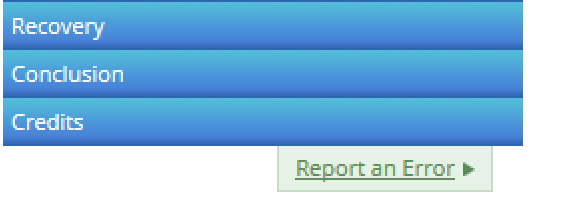 Recovery
Conclusion
Credits
Report an Error